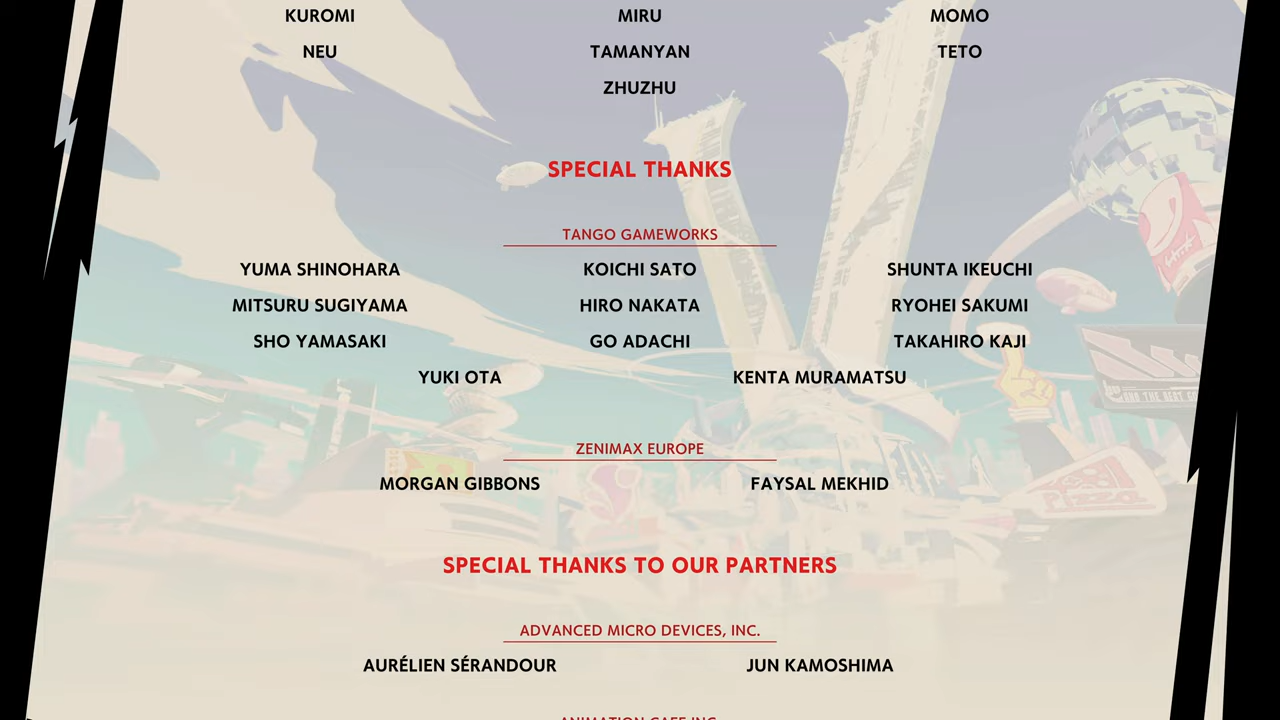 KUROMI MIRU MOMO
NEU TAMANYAN TETO
ZHUZHU
SPECIAL THANKS
TANGO GAMEWORKS
YUMA SHINOHARA KOICHI SATO SHUNTA IKEUCHI
MITSURU SUGIYAMA HIRO NAKATA RYOHEI SAKUMI
SHO YAMASAKI GO ADACHI TAKAHIRO KAJI
YUKI OTA KENTA MURAMATSU
ZENIMAX EUROPE
MORGAN GIBBONS FAYSAL MEKHID
SPECIAL THANKS TO OUR PARTNERS
ADVANCED MICRO DEVICES, INC.
AURÉLIEN SÉRANDOUR JUN KAMOSHIMA